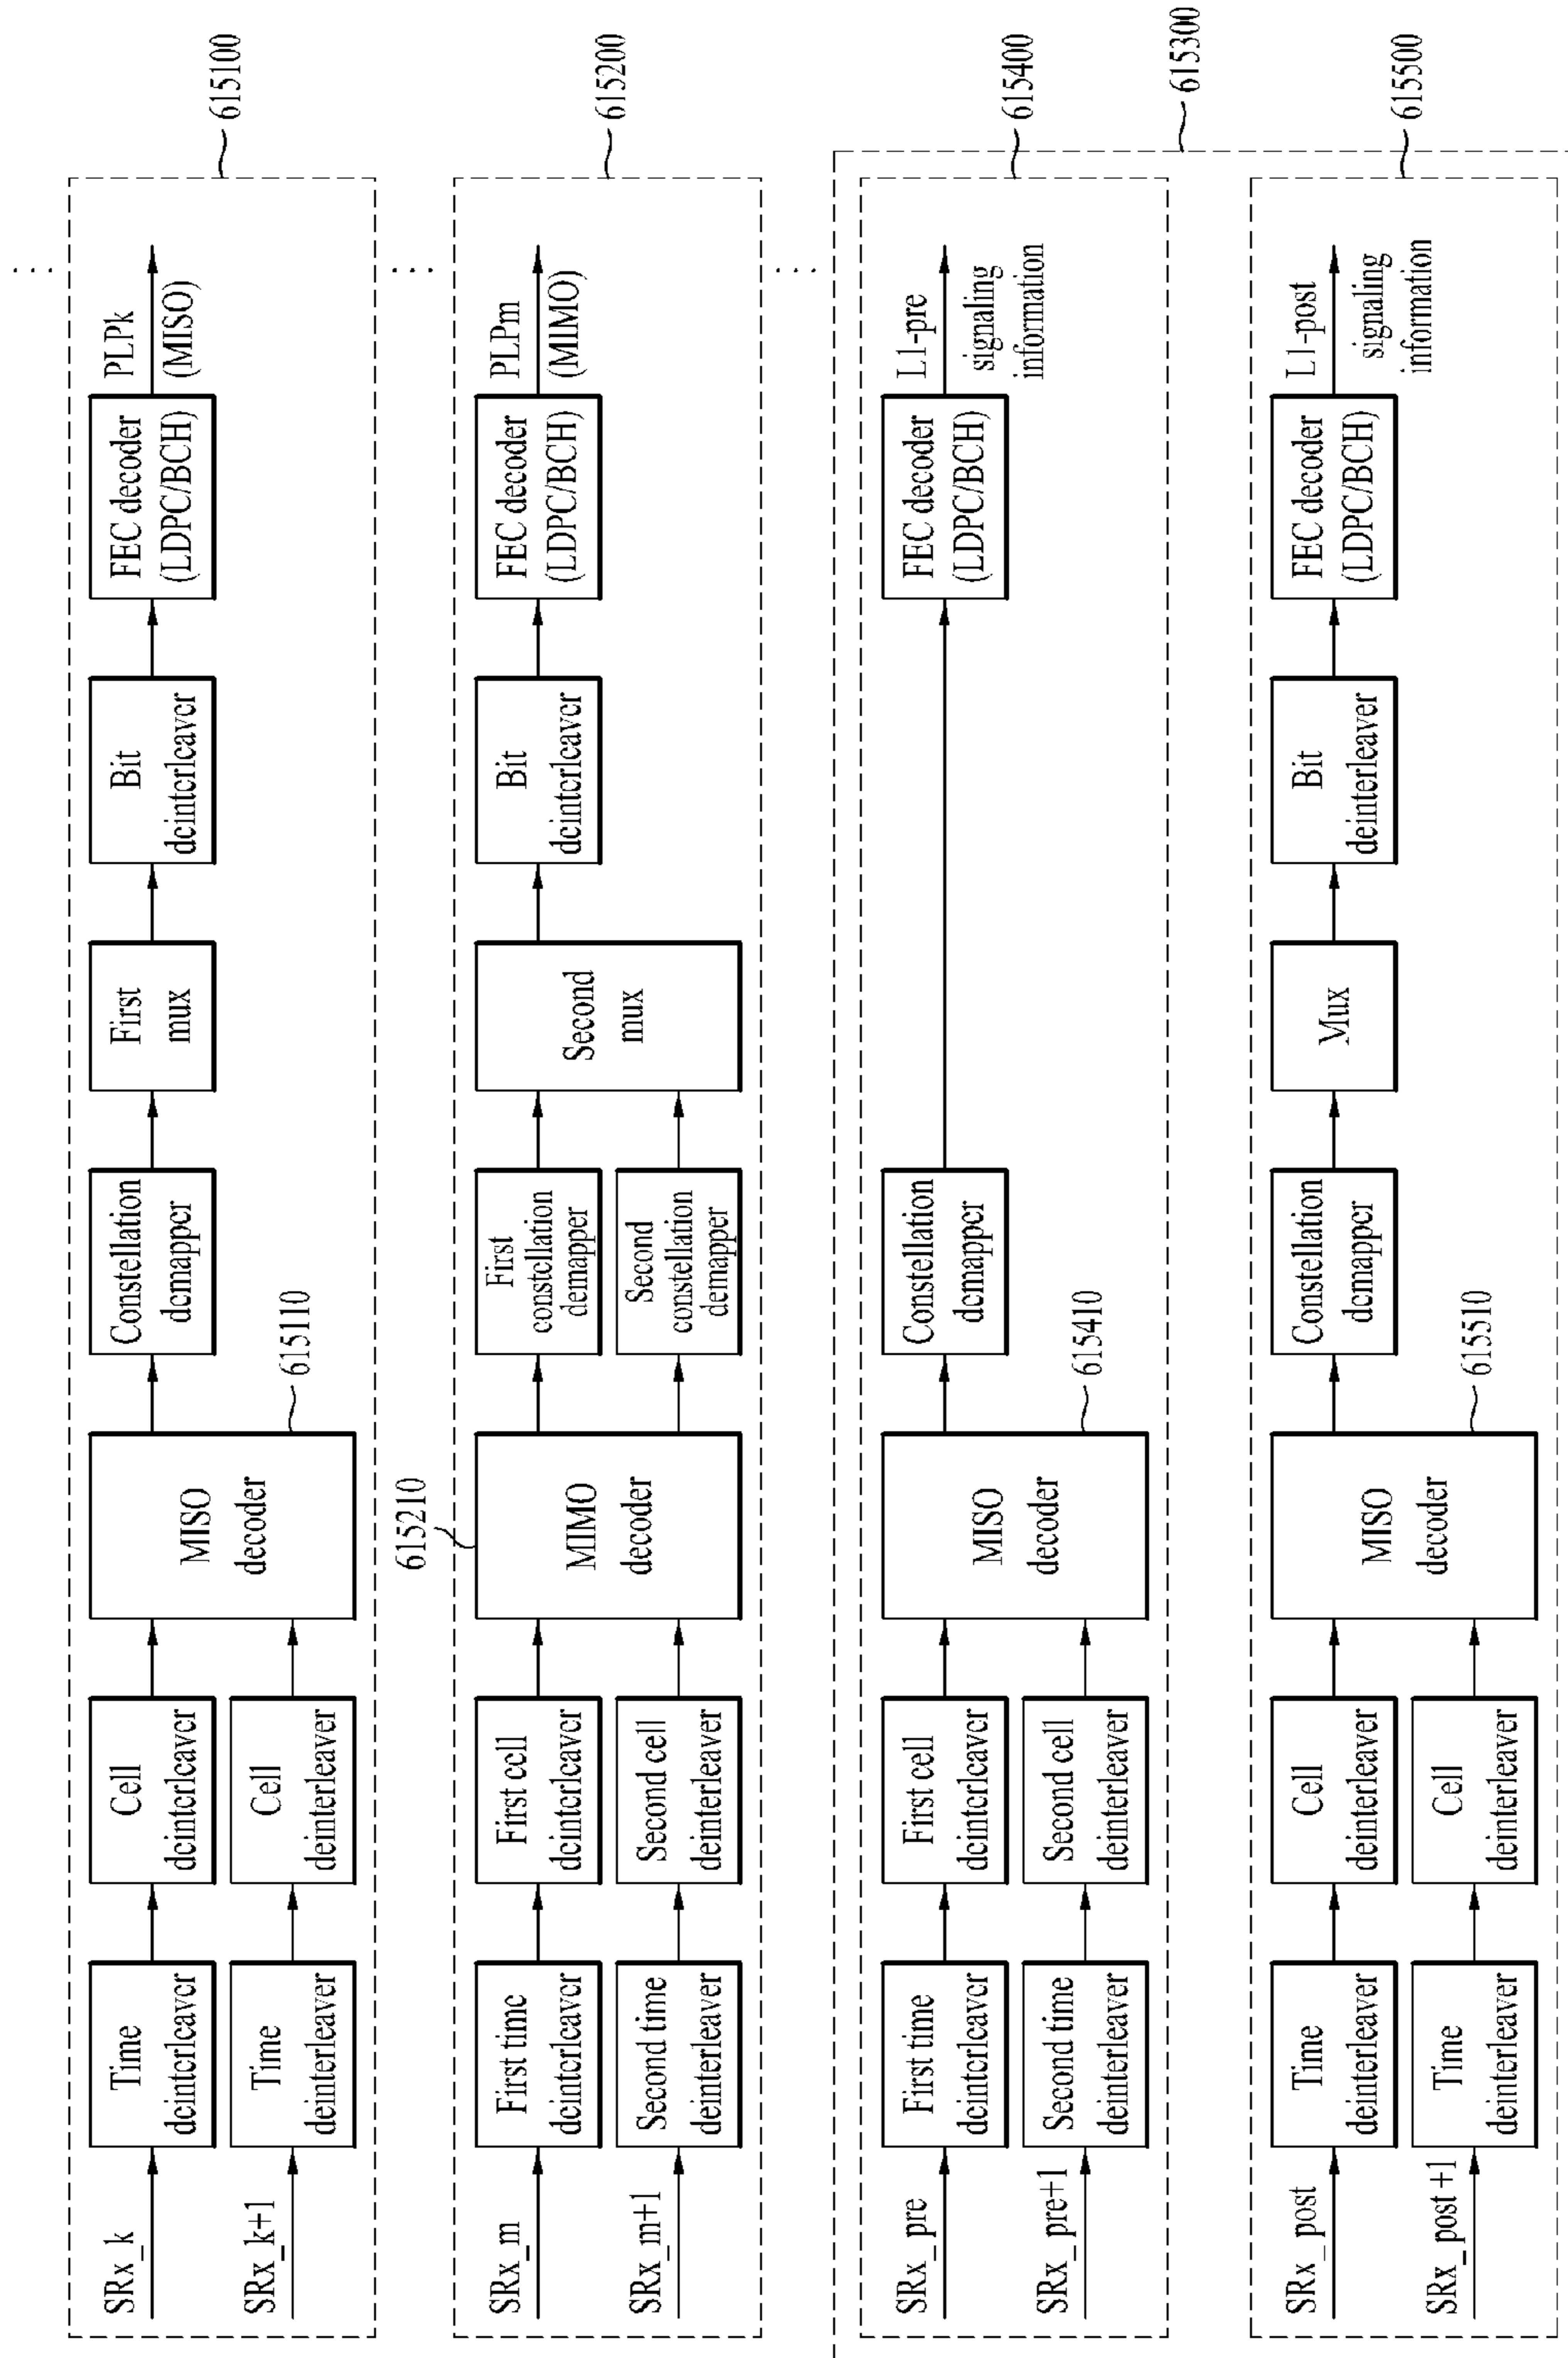 SRx_k
Time
deinterleaver
Cell
deinterleaver
SRx_k+1
Time
deinterleaver
Cell
deinterleaver
MISO
decoder
615110
Constellation
demapper
First
mux
Bit
deinterleaver
FEC decoder
(LDPC/BCH)
PLPk
(MISO)
615100
. . .
SRx_m
First time
deinterleaver
First cell
deinterleaver
SRx_m+1
Second time
deinterleaver
Second cell
deinterleaver
615210
MIMO
decoder
First
constellation
demapper
Second
constellation
demapper
Second
mux
Bit
deinterleaver
FEC decoder
(LDPC/BCH)
PLPm
(MIMO)
615200
. . .
. . .
SRx_pre
First time
deinterleaver
First cell
deinterleaver
SRx_pre+1
Second time
deinterleaver
Second cell
deinterleaver
MISO
decoder
615410
Constellation
demapper
FEC decoder
(LDPC/BCH)
L1-pre
signaling
information
615400
615300
SRx_post
Time
deinterleaver
Cell
deinterleaver
SRx_post+1
Time
deinterleaver
Cell
deinterleaver
MISO
decoder
615510
Constellation
demapper
Mux
Bit
deinterleaver
FEC decoder
(LDPC/BCH)
L1-post
signaling
information
615500